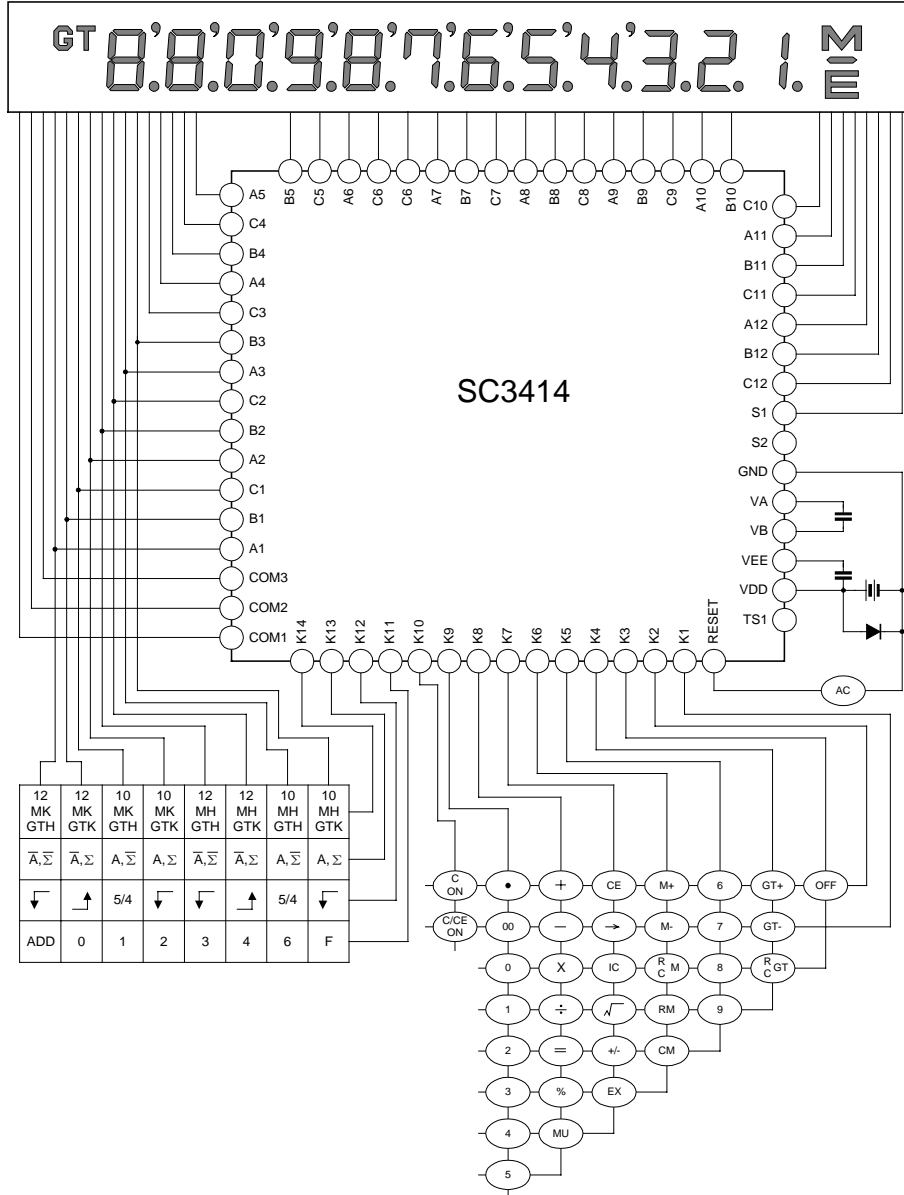 GT 8.8.'0.'9.8.'7.'6.'5.'4.'3.2. 1. M
E
B5 C5 A6 C6 C6 A7 B7 C7 A8 B8 C8 A9 B9 C9 A10 B10
A5
C4
B4
A4
C3
B3
A3
C2
B2
A2
C1
B1
A1
COM3
COM2
COM1
SC3414
C10
A11
B11
C11
A12
B12
C12
S1
S2
GND
VA
VB
VEE
VDD
TS1
K14 K13 K12 K11 K10 K9 K8 K7 K6 K5 K4 K3 K2 K1 RESET
AC
12 12 10 10 12 12 10 10
MK MK MK MK MH MH MH MH
GTH GTK GTH GTK GTH GTK GTH GTK
A̅,Σ̅ A̅,Σ A,Σ̅ A,Σ A̅,Σ̅ A̅,Σ A,Σ̅ A,Σ
5/4 5/4
ADD 0 1 2 3 4 6 F
C ON • + CE M+ 6 GT+ OFF
C/CE ON 00 — → M- 7 GT-
0 X IC R C M 8 R C GT
1 ÷ √ RM 9
2 = +/- CM
3 % EX
4 MU
5